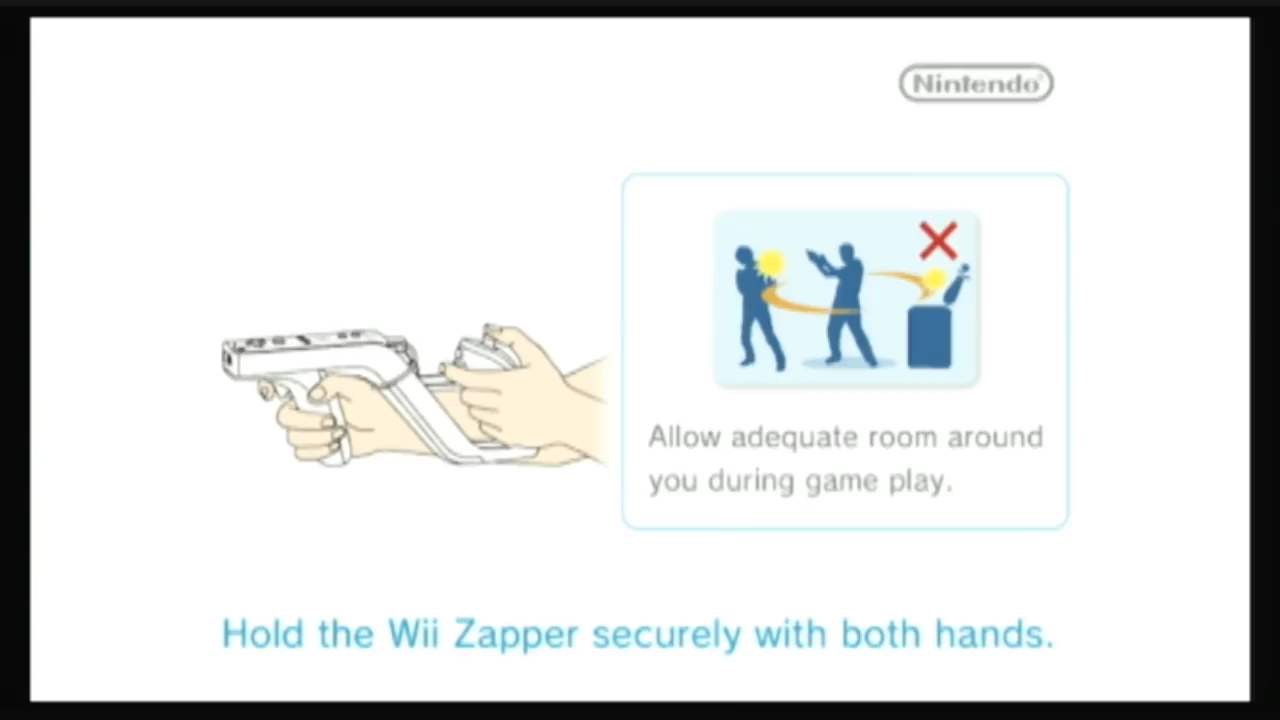 Nintendo
Allow adequate room around
you during game play.
Hold the Wii Zapper securely with both hands.